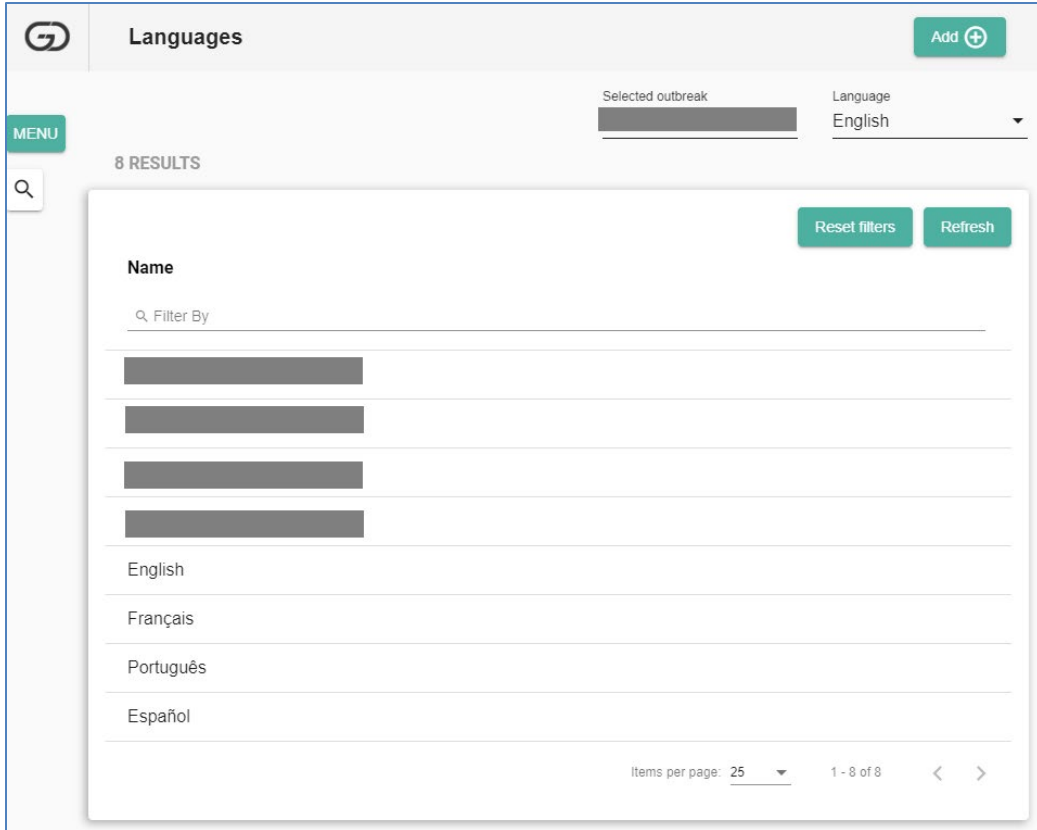 Languages
Add
Selected outbreak
Language
English
MENU
8 RESULTS
Reset filters
Refresh
Name
Filter By
English
Français
Português
Español
Items per page: 25
1 - 8 of 8